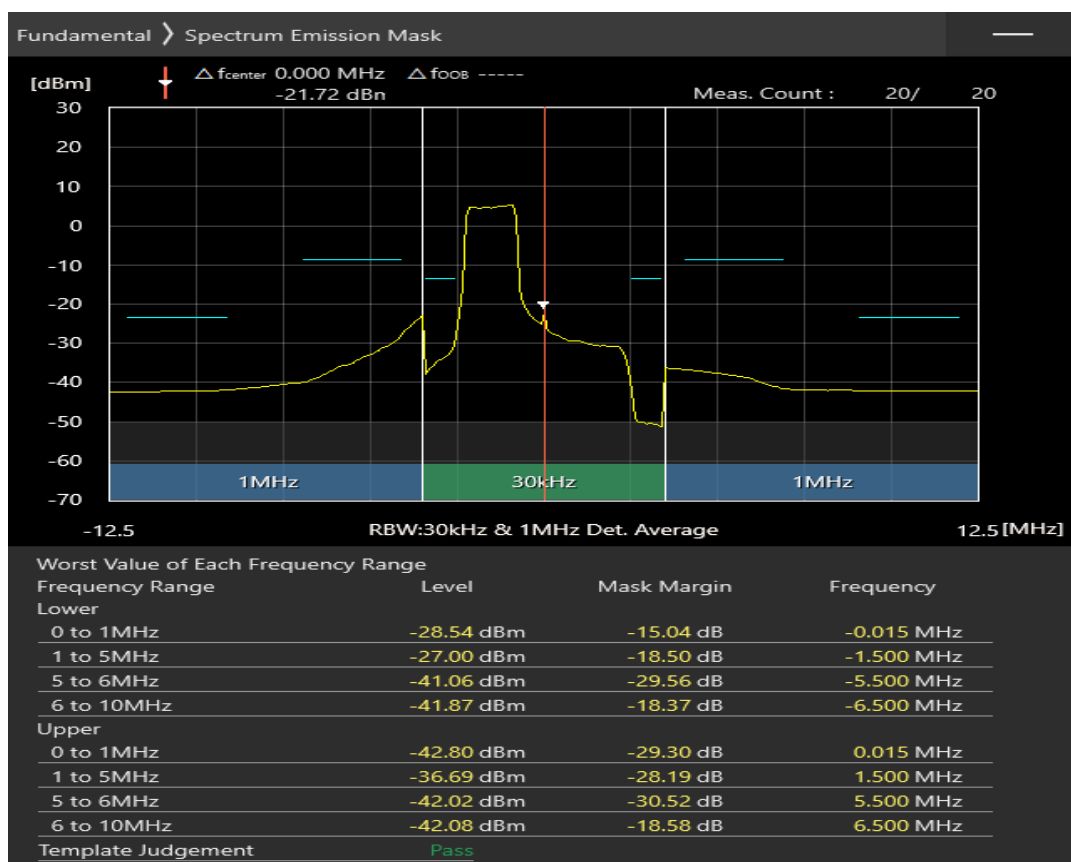 Fundamental ❯ Spectrum Emission Mask
△ fcenter 0.000 MHz △ fOOB -----
[dBm] -21.72 dBn Meas. Count : 20/ 20
30
20
10
0
-10
-20
-30
-40
-50
-60
-70
1MHz 30kHz 1MHz
-12.5 RBW:30kHz & 1MHz Det. Average 12.5 [MHz]
Worst Value of Each Frequency Range
Frequency Range Level Mask Margin Frequency
Lower
0 to 1MHz -28.54 dBm -15.04 dB -0.015 MHz
1 to 5MHz -27.00 dBm -18.50 dB -1.500 MHz
5 to 6MHz -41.06 dBm -29.56 dB -5.500 MHz
6 to 10MHz -41.87 dBm -18.37 dB -6.500 MHz
Upper
0 to 1MHz -42.80 dBm -29.30 dB 0.015 MHz
1 to 5MHz -36.69 dBm -28.19 dB 1.500 MHz
5 to 6MHz -42.02 dBm -30.52 dB 5.500 MHz
6 to 10MHz -42.08 dBm -18.58 dB 6.500 MHz
Template Judgement Pass